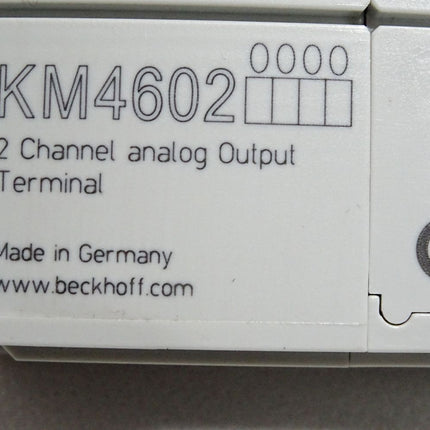 KM4602
0000
2 Channel analog Output
Terminal
Made in Germany
www.beckhoff.com